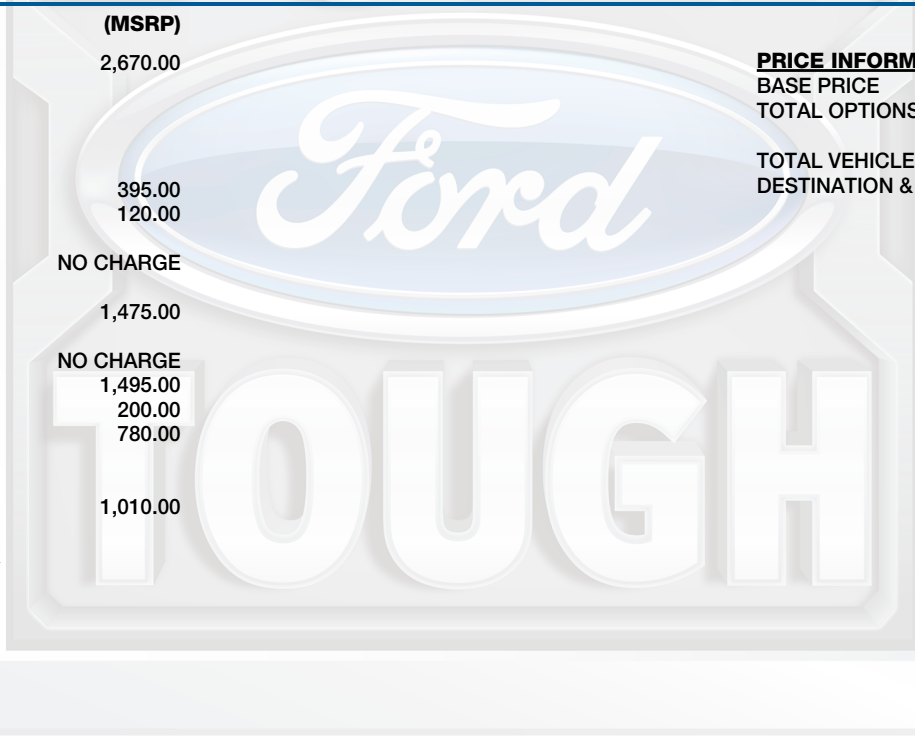 (MSRP)
2,670.00
395.00
120.00
NO CHARGE
1,475.00
NO CHARGE
1,495.00
200.00
780.00
1,010.00
PRICE INFORM
BASE PRICE
TOTAL OPTIONS
TOTAL VEHICLE
DESTINATION &
Ford
TOUGH